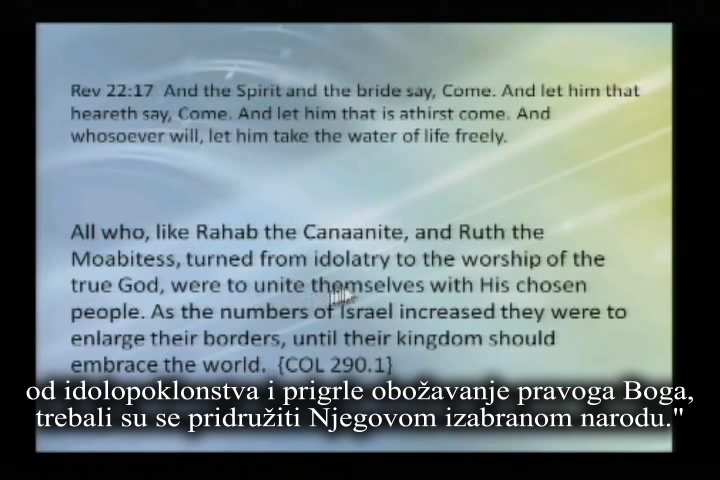 Rev 22:17  And the Spirit and the bride say, Come. And let him that
heareth say, Come. And let him that is athirst come. And
whosoever will, let him take the water of life freely.
All who, like Rahab the Canaanite, and Ruth the
Moabitess, turned from idolatry to the worship of the
true God, were to unite themselves with His chosen
people. As the numbers of Israel increased they were to
enlarge their borders, until their kingdom should
embrace the world.  {COL 290.1}
od idolopoklonstva i prigrle obožavanje pravoga Boga,
trebali su se pridružiti Njegovom izabranom narodu."